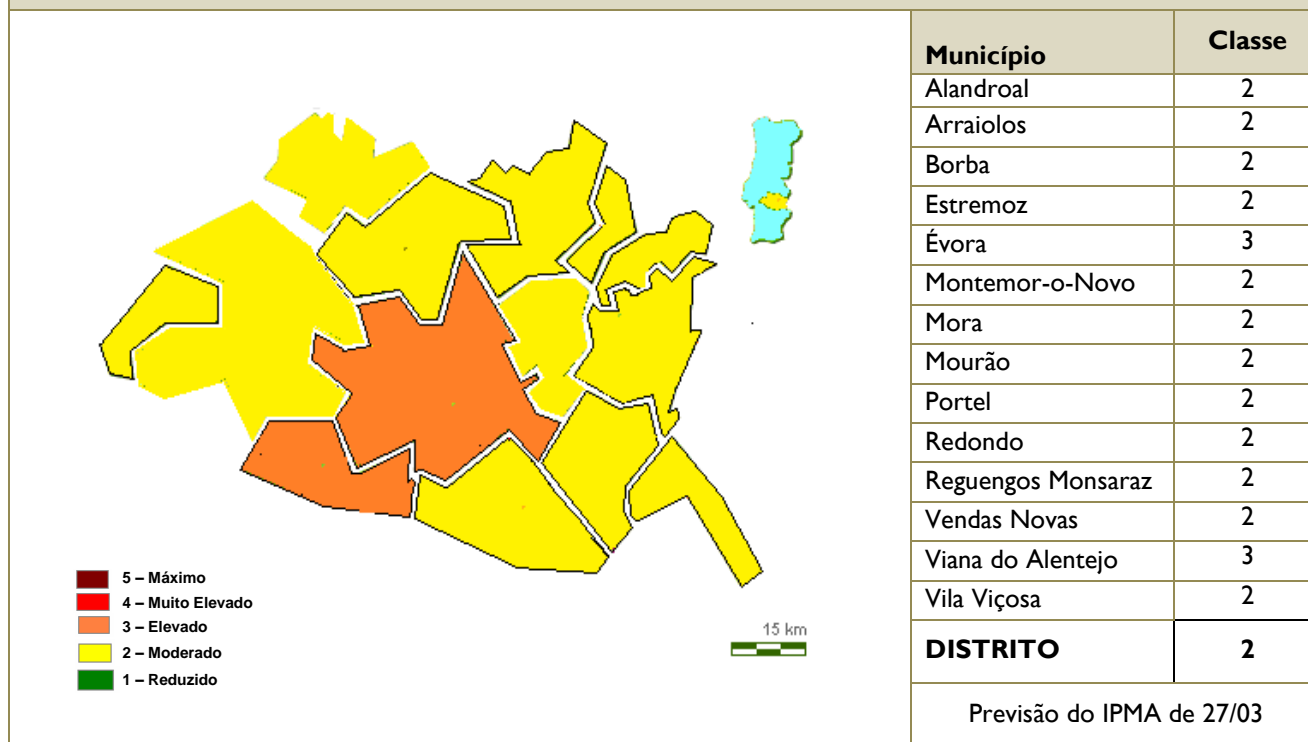 5 – Máximo
4 – Muito Elevado
3 – Elevado
2 – Moderado
1 – Reduzido
15 km
Município Classe
Alandroal 2
Arraiolos 2
Borba 2
Estremoz 2
Évora 3
Montemor-o-Novo 2
Mora 2
Mourão 2
Portel 2
Redondo 2
Reguengos Monsaraz 2
Vendas Novas 2
Viana do Alentejo 3
Vila Viçosa 2
DISTRITO 2
Previsão do IPMA de 27/03